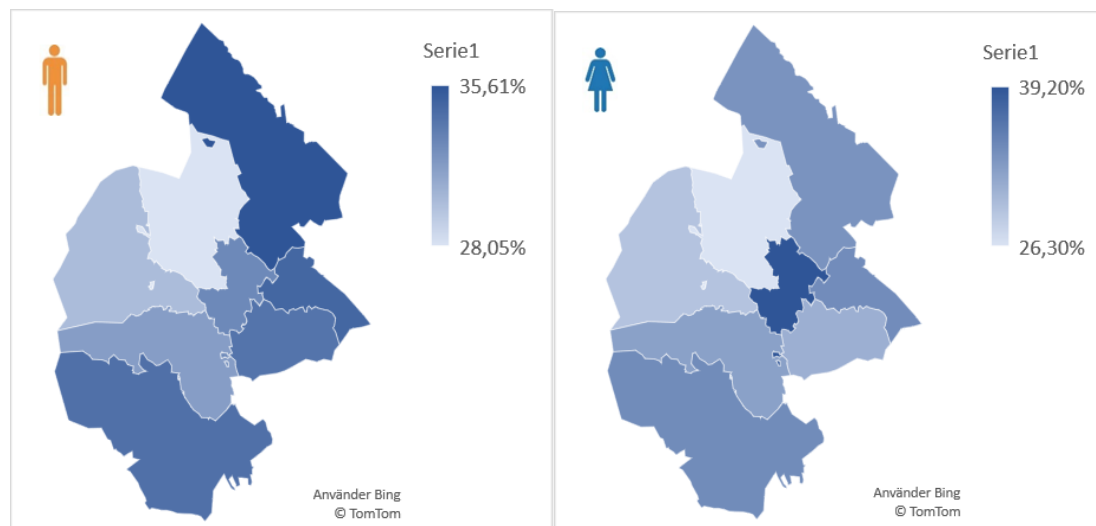 Serie1
35,61%
28,05%
Använder Bing
© TomTom
Serie1
39,20%
26,30%
Använder Bing
© TomTom